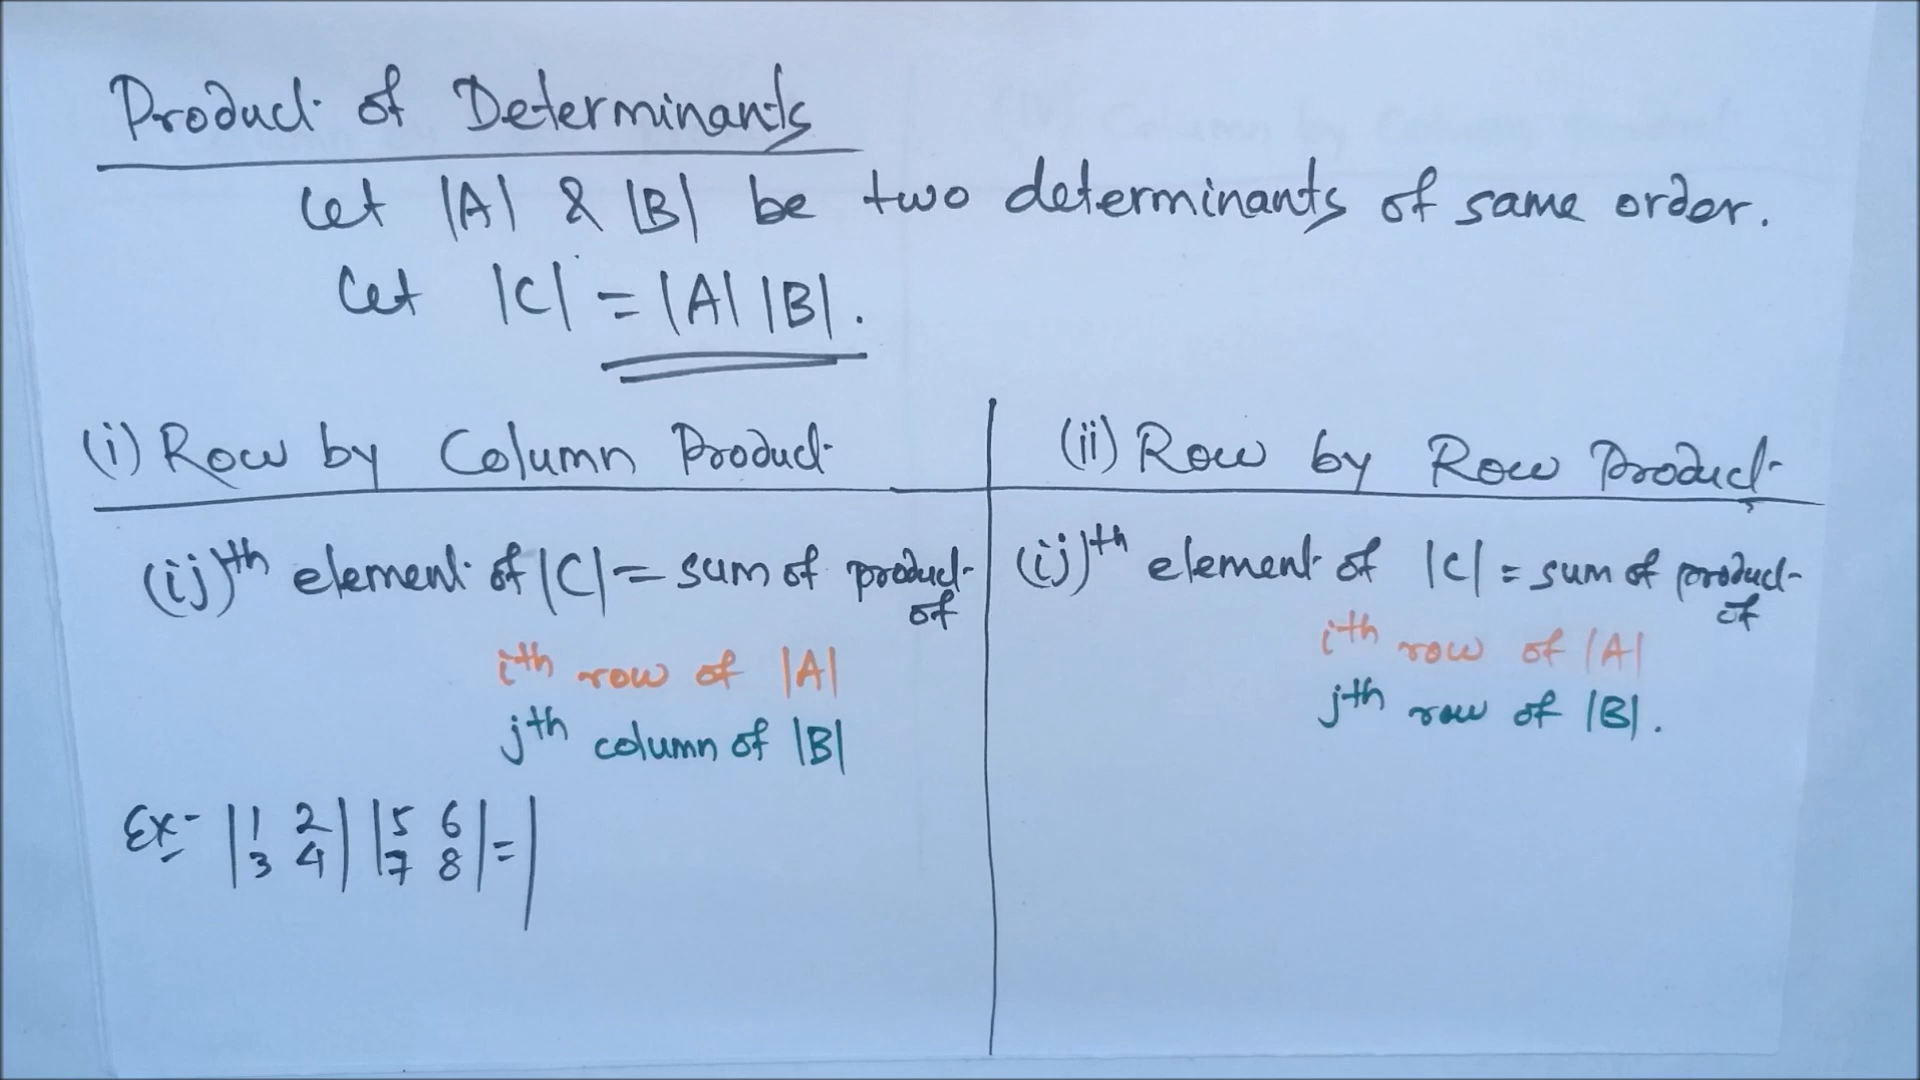 Product of Determinants
Let |A| & |B| be two determinants of same order.
Let |C| = |A| |B|.
(i) Row by Column Product
(ij)th element of |C| = sum of product of
ith row of |A|
jth column of |B|
Ex- |1 2| |5 6| = |
|3 4| |7 8|
(ii) Row by Row Product
(ij)th element of |C| = sum of product of
ith row of |A|
jth row of |B|.